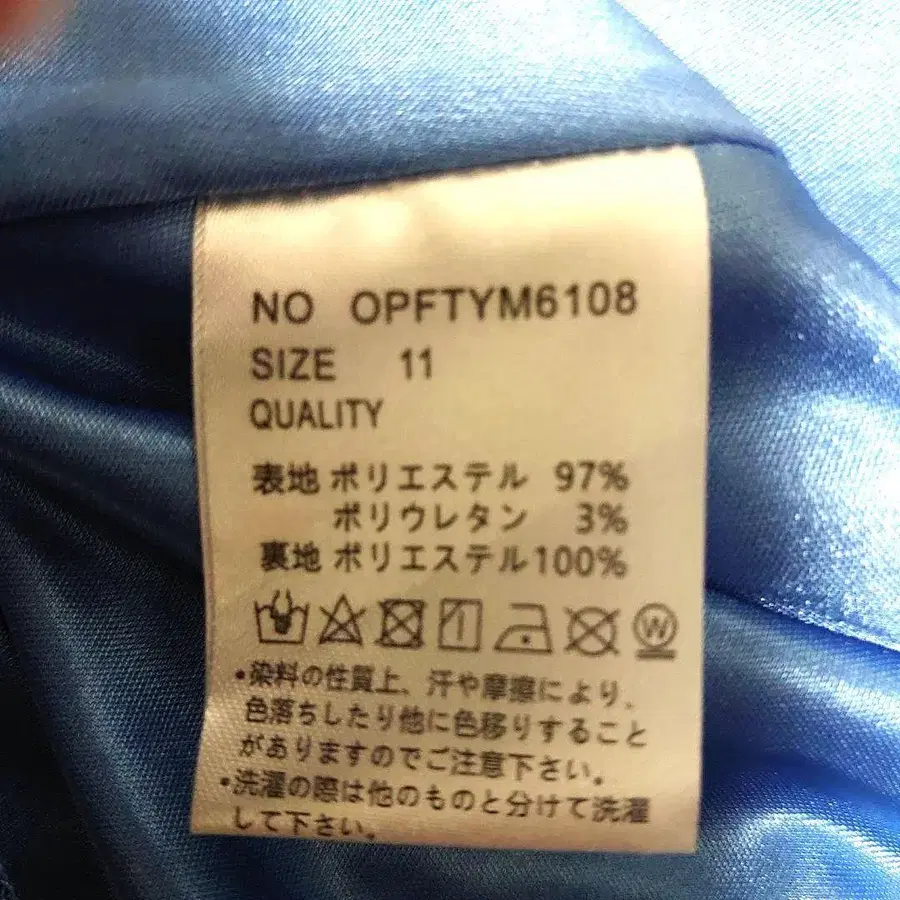 NO OPFTYM6108
SIZE 11
QUALITY
表地 ポリエステル 97%
ポリウレタン 3%
裏地 ポリエステル100%
W
•染料の性質上、汗や摩擦により、
色落ちしたり他に色移りすること
がありますのでご注意下さい。
•洗濯の際は他のものと分けて洗濯
して下さい。